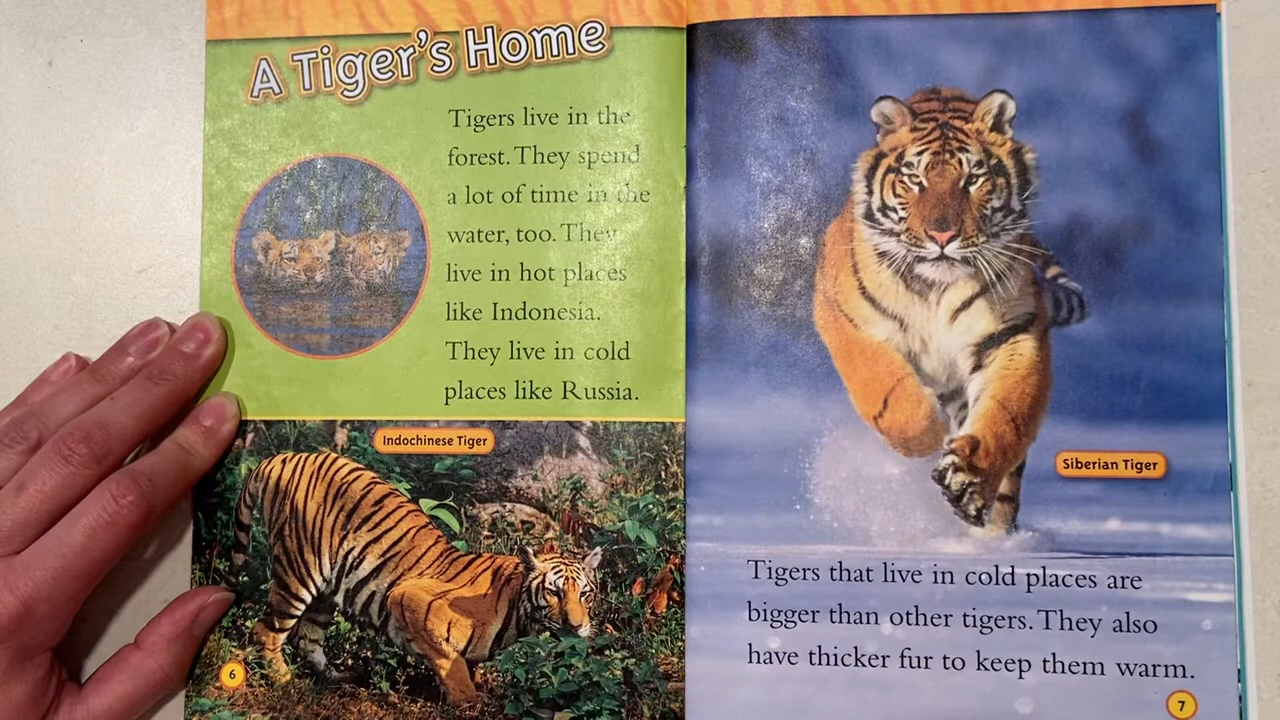 A Tiger's Home
Tigers live in the
forest. They spend
a lot of time in the
water, too. They
live in hot places
like Indonesia.
They live in cold
places like Russia.
Indochinese Tiger
6
Siberian Tiger
Tigers that live in cold places are
bigger than other tigers. They also
have thicker fur to keep them warm.
7